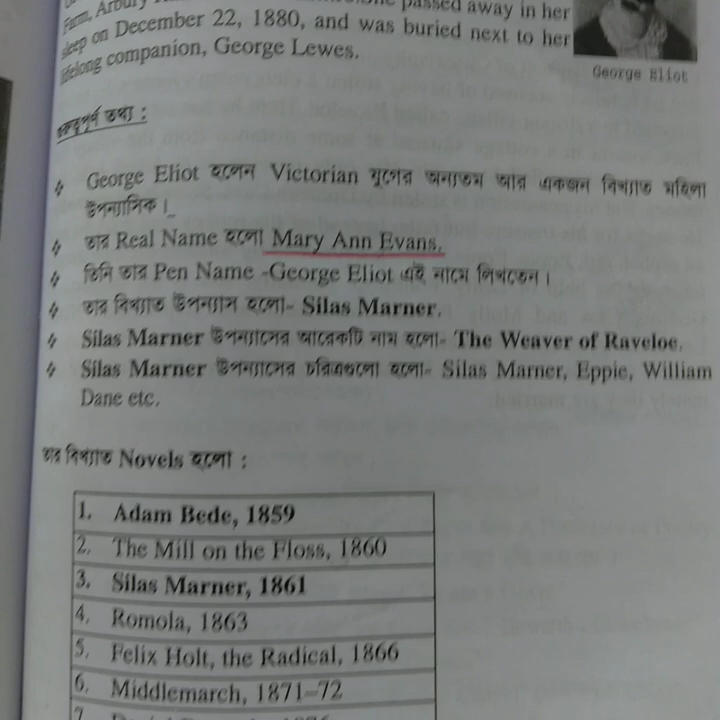 passed away in her
Farm, Arbury
sleep on December 22, 1880, and was buried next to her
lifelong companion, George Lewes.
George Eliot
গুরুত্বপূর্ণ তথ্য :
George Eliot হলেন Victorian যুগের অন্যতম আর একজন বিখ্যাত মহিলা
উপন্যাসিক।
তার Real Name হলো Mary Ann Evans.
তিনি তার Pen Name -George Eliot এই নামে লিখতেন।
তার বিখ্যাত উপন্যাস হলো- Silas Marner.
Silas Marner উপন্যাসের আরেকটি নাম হলো- The Weaver of Raveloe.
Silas Marner উপন্যাসের চরিত্রগুলো হলো- Silas Marner, Eppie, William
Dane etc.
তার বিখ্যাত Novels হলো :
1. Adam Bede, 1859
2. The Mill on the Floss, 1860
3. Silas Marner, 1861
4. Romola, 1863
5. Felix Holt, the Radical, 1866
6. Middlemarch, 1871–72